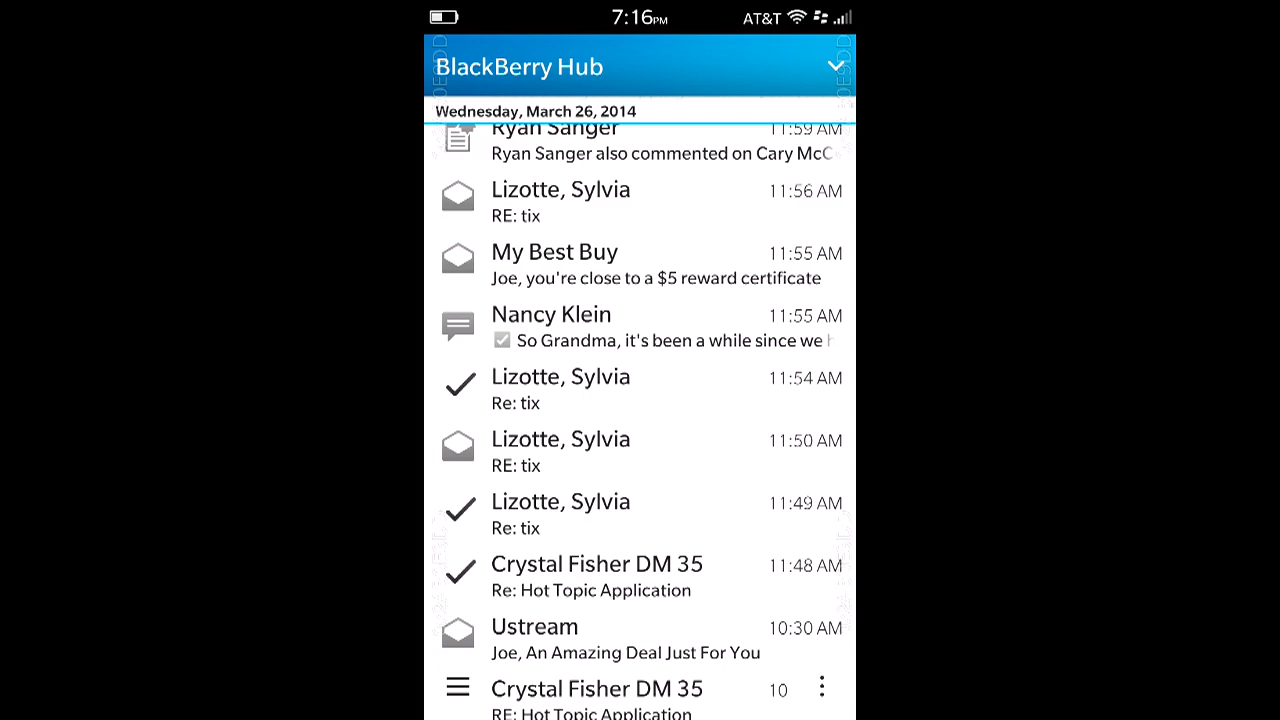 7:16PM
AT&T
BlackBerry Hub
Wednesday, March 26, 2014
Ryan Sanger 11:59 AM
Ryan Sanger also commented on Cary McC
Lizotte, Sylvia 11:56 AM
RE: tix
My Best Buy 11:55 AM
Joe, you're close to a $5 reward certificate
Nancy Klein 11:55 AM
So Grandma, it's been a while since we h
Lizotte, Sylvia 11:54 AM
Re: tix
Lizotte, Sylvia 11:50 AM
RE: tix
Lizotte, Sylvia 11:49 AM
Re: tix
Crystal Fisher DM 35 11:48 AM
Re: Hot Topic Application
Ustream 10:30 AM
Joe, An Amazing Deal Just For You
Crystal Fisher DM 35 10
RE: Hot Topic Application